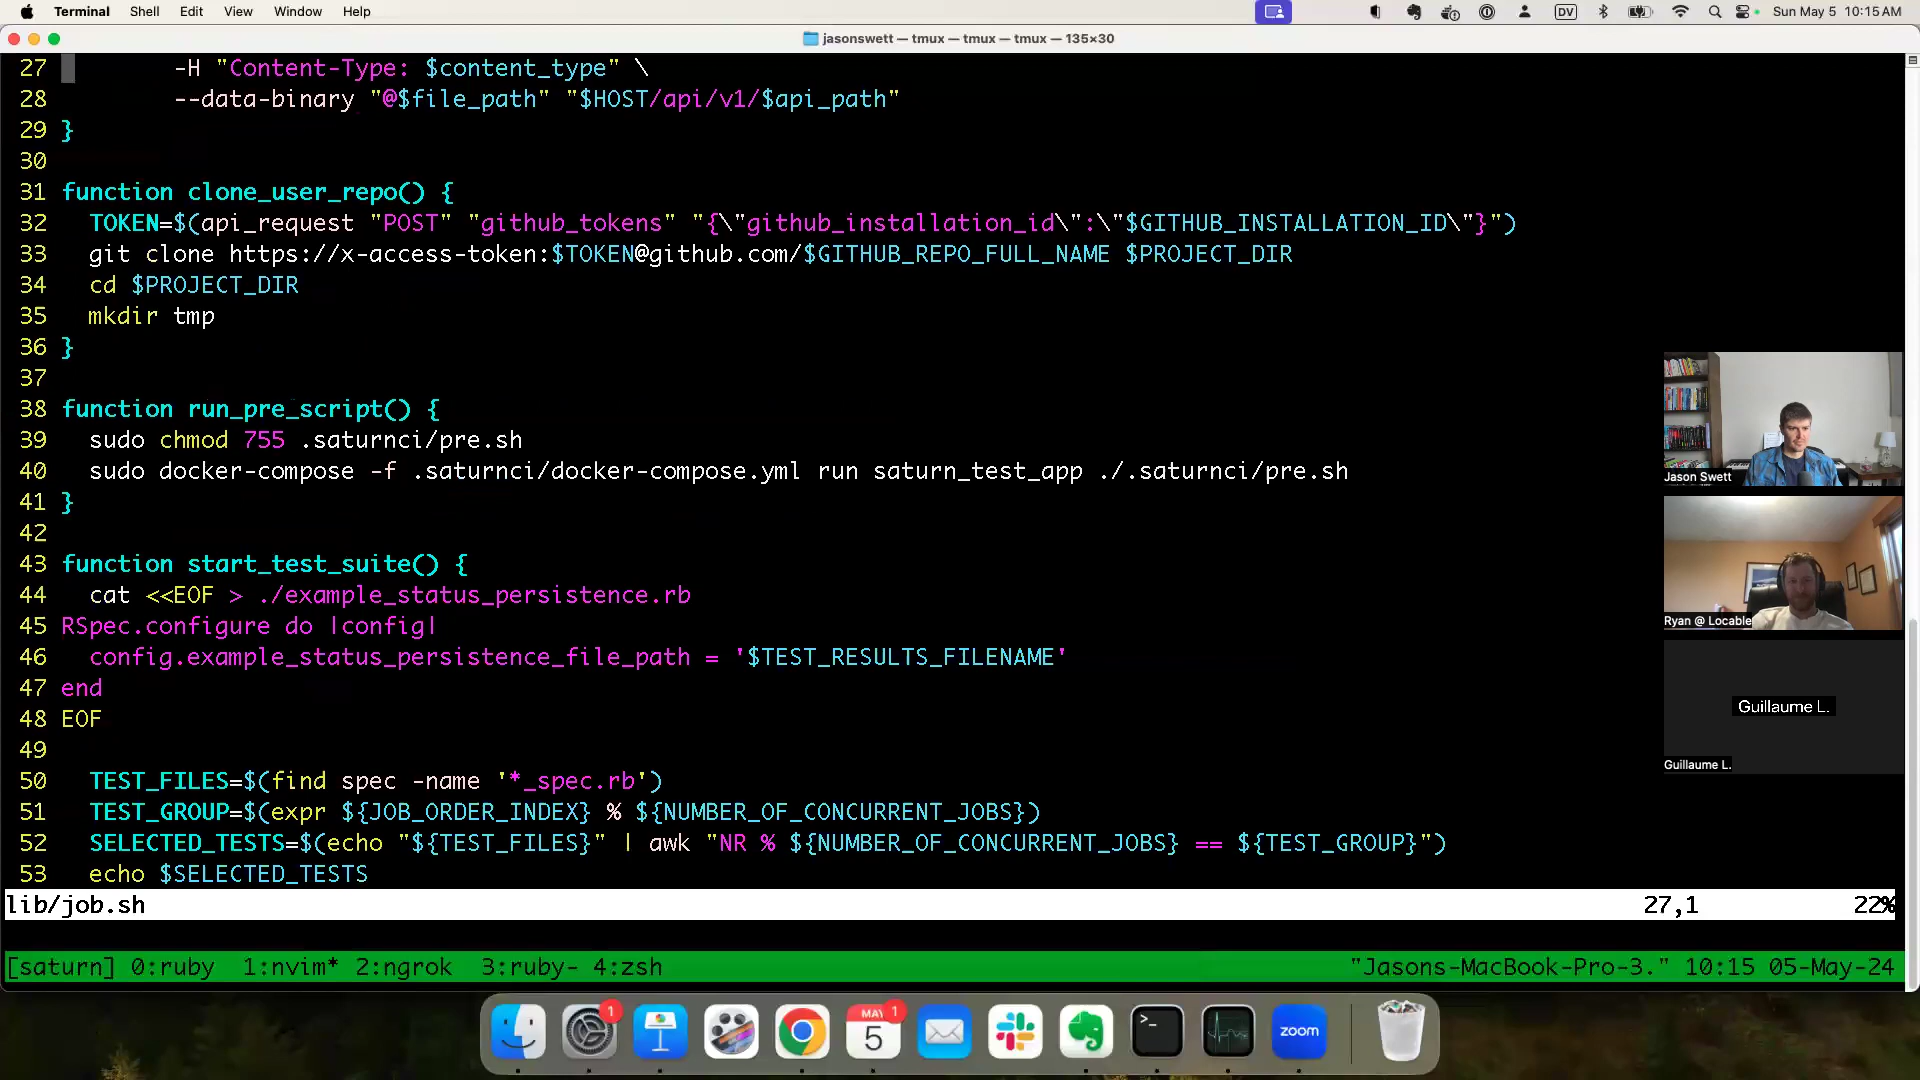 Terminal Shell Edit View Window Help DV Sun May 5 10:15 AM
jasonswett — tmux — tmux — tmux — 135×30
27         -H "Content-Type: $content_type" \
28         --data-binary "@$file_path" "$HOST/api/v1/$api_path"
29 }
30
31 function clone_user_repo() {
32   TOKEN=$(api_request "POST" "github_tokens" "{\"github_installation_id\":\"$GITHUB_INSTALLATION_ID\"}")
33   git clone https://x-access-token:$TOKEN@github.com/$GITHUB_REPO_FULL_NAME $PROJECT_DIR
34   cd $PROJECT_DIR
35   mkdir tmp
36 }
37
38 function run_pre_script() {
39   sudo chmod 755 .saturnci/pre.sh
40   sudo docker-compose -f .saturnci/docker-compose.yml run saturn_test_app ./.saturnci/pre.sh
41 }
42
43 function start_test_suite() {
44   cat <<EOF > ./example_status_persistence.rb
45 RSpec.configure do |config|
46   config.example_status_persistence_file_path = '$TEST_RESULTS_FILENAME'
47 end
48 EOF
49
50   TEST_FILES=$(find spec -name '*_spec.rb')
51   TEST_GROUP=$(expr ${JOB_ORDER_INDEX} % ${NUMBER_OF_CONCURRENT_JOBS})
52   SELECTED_TESTS=$(echo "${TEST_FILES}" | awk "NR % ${NUMBER_OF_CONCURRENT_JOBS} == ${TEST_GROUP}")
53   echo $SELECTED_TESTS
lib/job.sh 27,1 22%
[saturn] 0:ruby  1:nvim* 2:ngrok  3:ruby- 4:zsh "Jasons-MacBook-Pro-3." 10:15 05-May-24
Jason Swett
Ryan @ Locable
Guillaume L.
Guillaume L.
1
MAY
5
1
>_
zoom